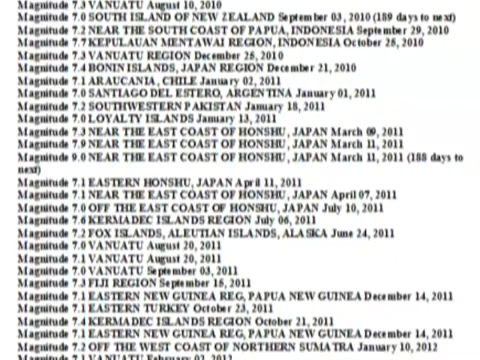 Magnitude 7.3 VANUATU August 10, 2010
Magnitude 7.0 SOUTH ISLAND OF NEW ZEALAND September 03, 2010 (189 days to next)
Magnitude 7.2 NEAR THE SOUTH COAST OF PAPUA, INDONESIA September 29, 2010
Magnitude 7.7 KEPULAUAN MENTAWAI REGION, INDONESIA October 25, 2010
Magnitude 7.3 VANUATU REGION December 25, 2010
Magnitude 7.4 BONIN ISLANDS, JAPAN REGION December 21, 2010
Magnitude 7.1 ARAUCANIA, CHILE January 02, 2011
Magnitude 7.0 SANTIAGO DEL ESTERO, ARGENTINA January 01, 2011
Magnitude 7.2 SOUTHWESTERN PAKISTAN January 18, 2011
Magnitude 7.0 LOYALTY ISLANDS January 13, 2011
Magnitude 7.3 NEAR THE EAST COAST OF HONSHU, JAPAN March 09, 2011
Magnitude 7.9 NEAR THE EAST COAST OF HONSHU, JAPAN March 11, 2011
Magnitude 9.0 NEAR THE EAST COAST OF HONSHU, JAPAN March 11, 2011 (188 days to
next)
Magnitude 7.1 EASTERN HONSHU, JAPAN April 11, 2011
Magnitude 7.1 NEAR THE EAST COAST OF HONSHU, JAPAN April 07, 2011
Magnitude 7.0 OFF THE EAST COAST OF HONSHU, JAPAN July 10, 2011
Magnitude 7.6 KERMADEC ISLANDS REGION July 06, 2011
Magnitude 7.2 FOX ISLANDS, ALEUTIAN ISLANDS, ALASKA June 24, 2011
Magnitude 7.0 VANUATU August 20, 2011
Magnitude 7.1 VANUATU August 20, 2011
Magnitude 7.0 VANUATU September 03, 2011
Magnitude 7.3 FIJI REGION September 15, 2011
Magnitude 7.1 EASTERN NEW GUINEA REG, PAPUA NEW GUINEA December 14, 2011
Magnitude 7.1 EASTERN TURKEY October 23, 2011
Magnitude 7.4 KERMADEC ISLANDS REGION October 21, 2011
Magnitude 7.1 EASTERN NEW GUINEA REG, PAPUA NEW GUINEA December 14, 2011
Magnitude 7.2 OFF THE WEST COAST OF NORTHERN SUMATRA January 10, 2012
Magnitude 7.1 VANUATU February 02, 2012